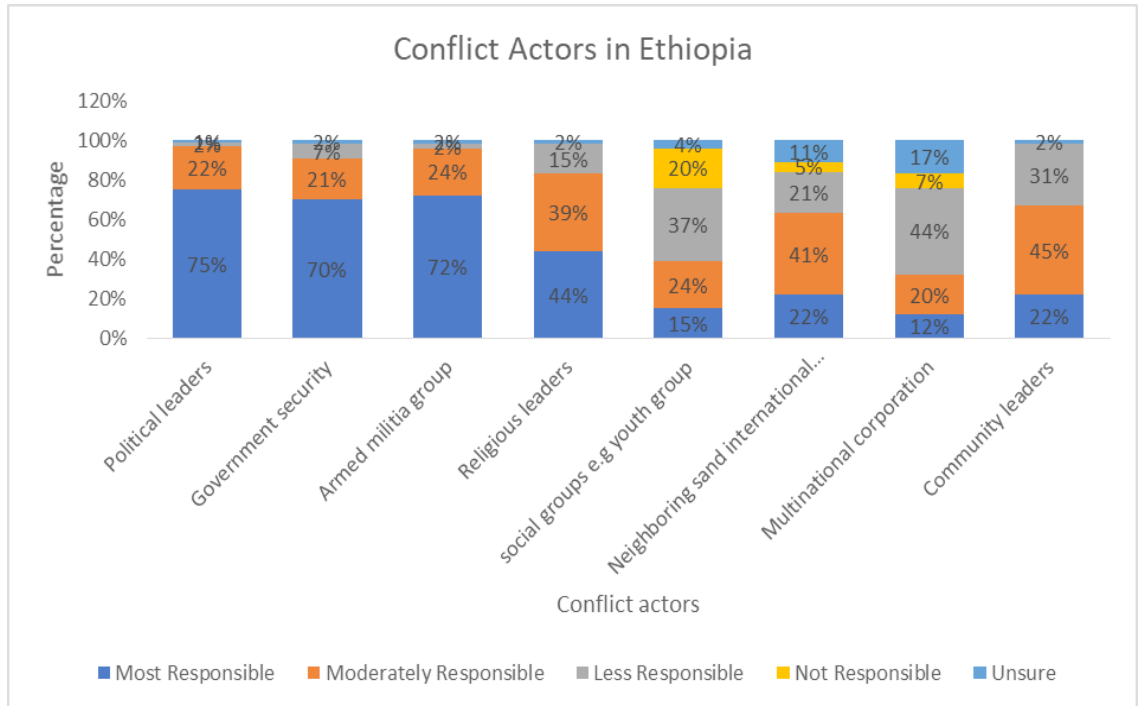 Conflict Actors in Ethiopia
Percentage
120%
100%
80%
60%
40%
20%
0%
1%
2%
22%
75%
2%
7%
21%
70%
2%
2%
24%
72%
2%
15%
39%
44%
4%
20%
37%
24%
15%
11%
5%
21%
41%
22%
17%
7%
44%
20%
12%
2%
31%
45%
22%
Political leaders
Government security
Armed militia group
Religious leaders
social groups e.g youth group
Neighboring sand international...
Multinational corporation
Community leaders
Conflict actors
Most Responsible
Moderately Responsible
Less Responsible
Not Responsible
Unsure